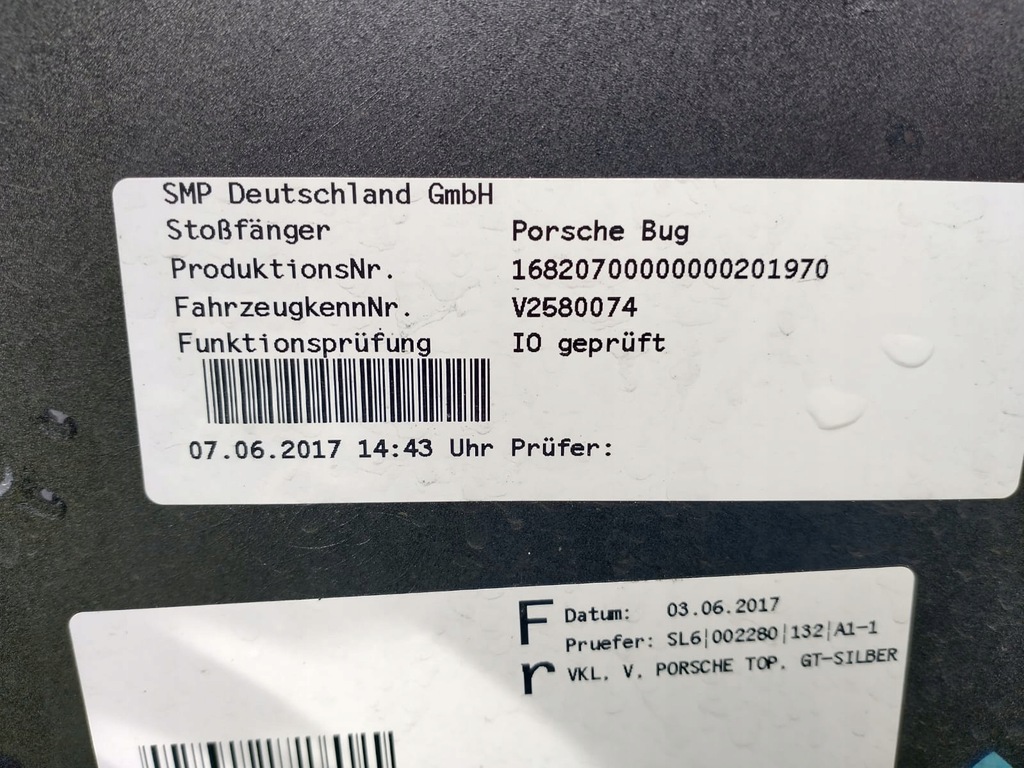 SMP Deutschland GmbH
Stoßfänger Porsche Bug
ProduktionsNr. 16820700000000201970
FahrzeugkennNr. V2580074
Funktionsprüfung IO geprüft
07.06.2017 14:43 Uhr Prüfer:
Fr
Datum: 03.06.2017
Pruefer: SL6|002280|132|A1-1
VKL. V. PORSCHE TOP. GT-SILBER